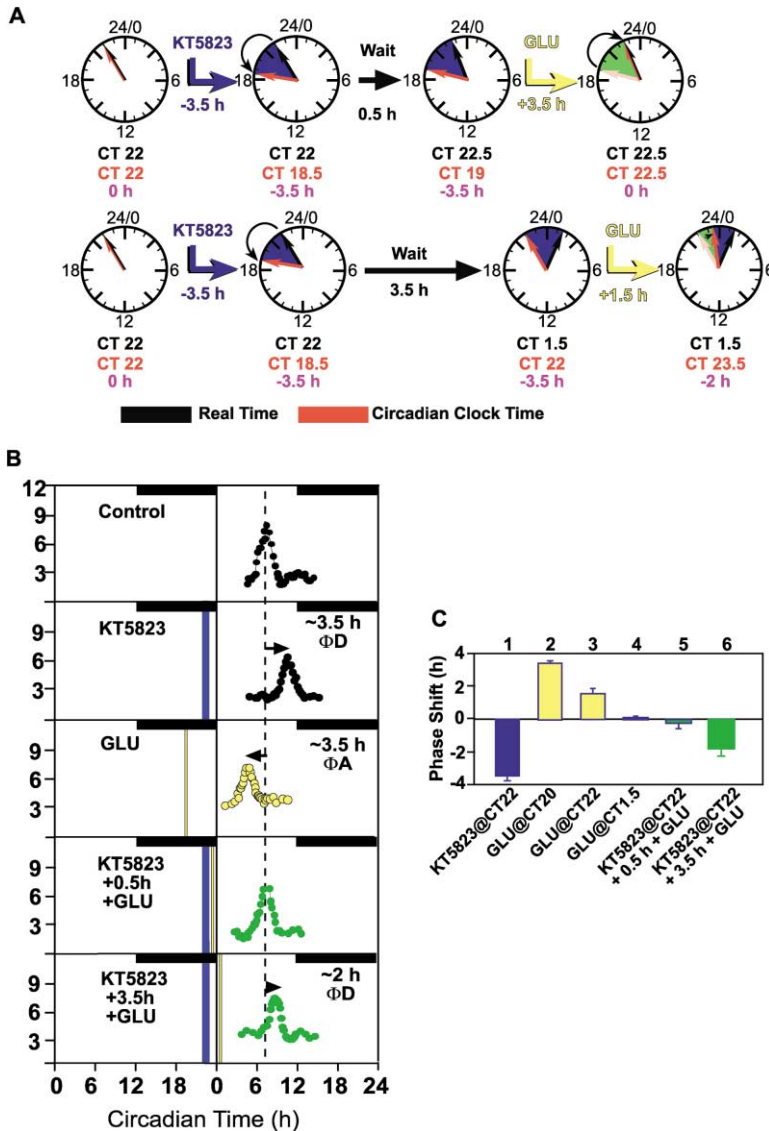 A
24/0
18
6
12
KT5823
-3.5 h
24/0
18
6
12
Wait
0.5 h
24/0
18
6
12
GLU
+3.5 h
24/0
18
6
12
CT 22
CT 22
0 h
CT 22
CT 18.5
-3.5 h
CT 22.5
CT 19
-3.5 h
CT 22.5
CT 22.5
0 h
24/0
18
6
12
KT5823
-3.5 h
24/0
18
6
12
Wait
3.5 h
24/0
18
6
12
GLU
+1.5 h
24/0
18
6
12
CT 22
CT 22
0 h
CT 22
CT 18.5
-3.5 h
CT 1.5
CT 22
-3.5 h
CT 1.5
CT 23.5
-2 h
Real Time
Circadian Clock Time
B
12
9
6
3
Control
9
6
3
KT5823
~3.5 h
ΦD
9
6
3
GLU
~3.5 h
ΦA
9
6
3
KT5823
+0.5h
+GLU
9
6
3
KT5823
+3.5h
+GLU
~2 h
ΦD
0 6 12 18 0 6 12 18 24
Circadian Time (h)
C
1 2 3 4 5 6
Phase Shift (h)
4
2
0
-2
-4
KT5823@CT22
GLU@CT20
GLU@CT22
GLU@CT1.5
KT5823@CT22
+ 0.5 h + GLU
KT5823@CT22
+ 3.5 h + GLU